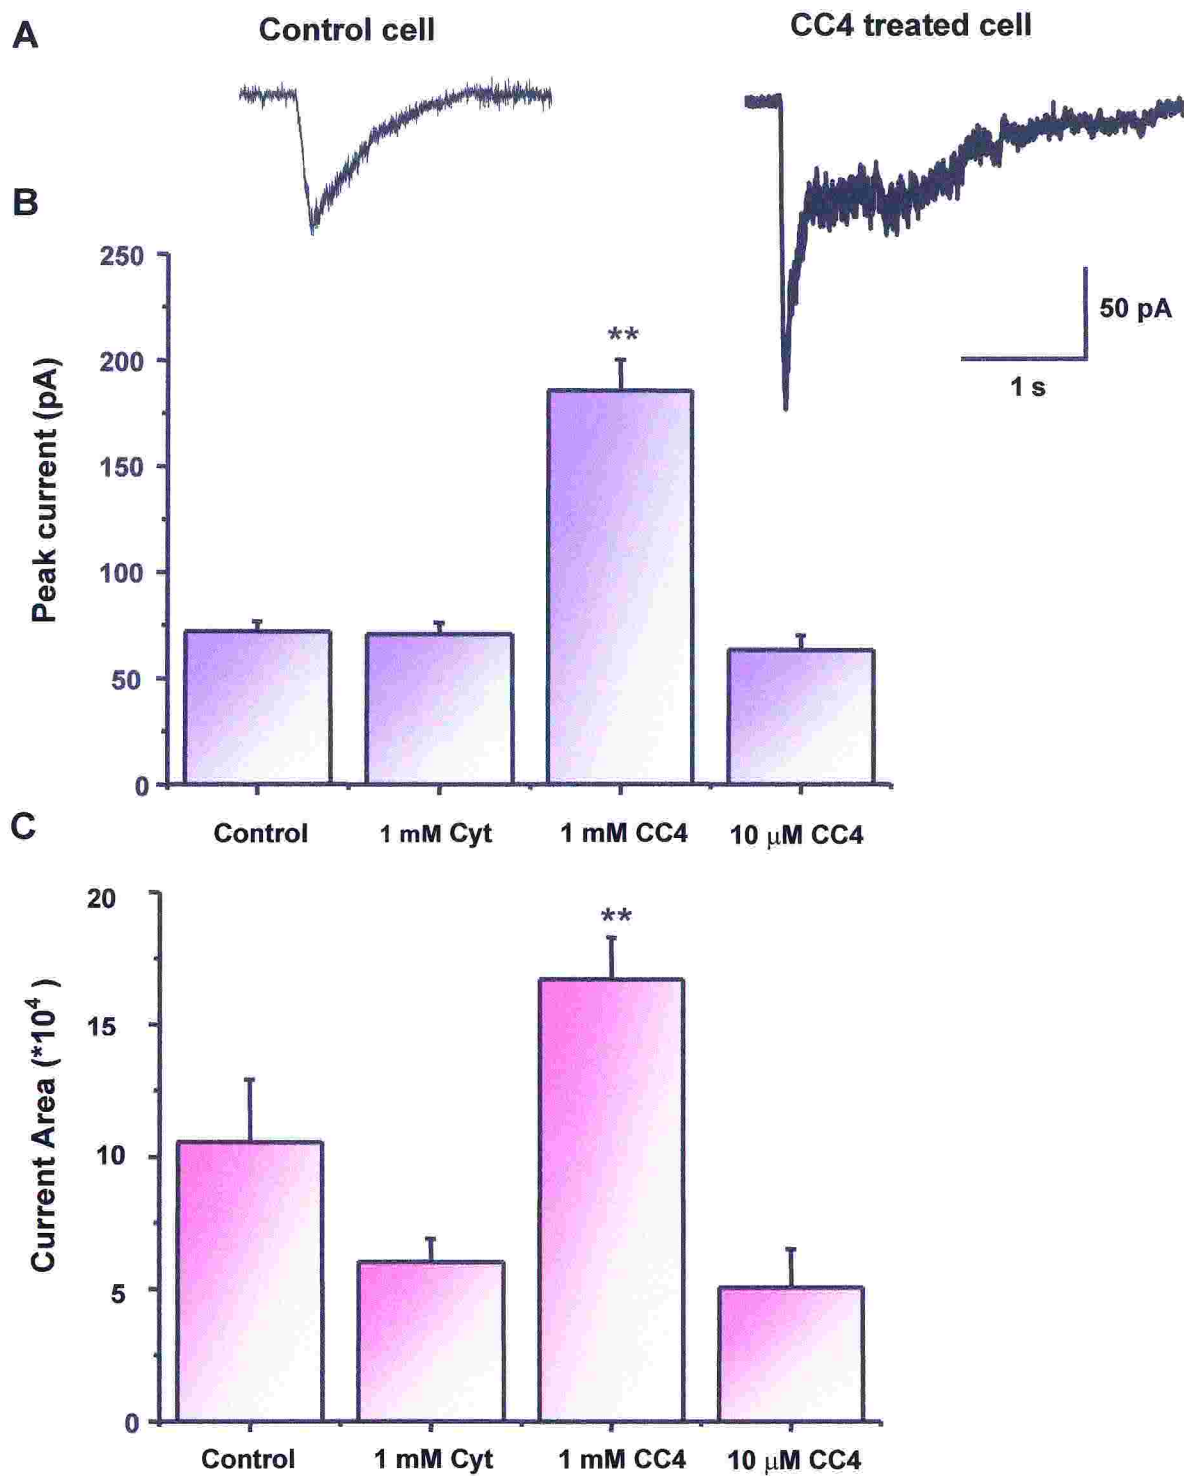 A
Control cell
CC4 treated cell
50 pA
1 s
B
Peak current (pA)
250
200
150
100
50
0
**
Control
1 mM Cyt
1 mM CC4
10 μM CC4
C
Current Area (*10⁴ )
20
15
10
5
0
**
Control
1 mM Cyt
1 mM CC4
10 μM CC4